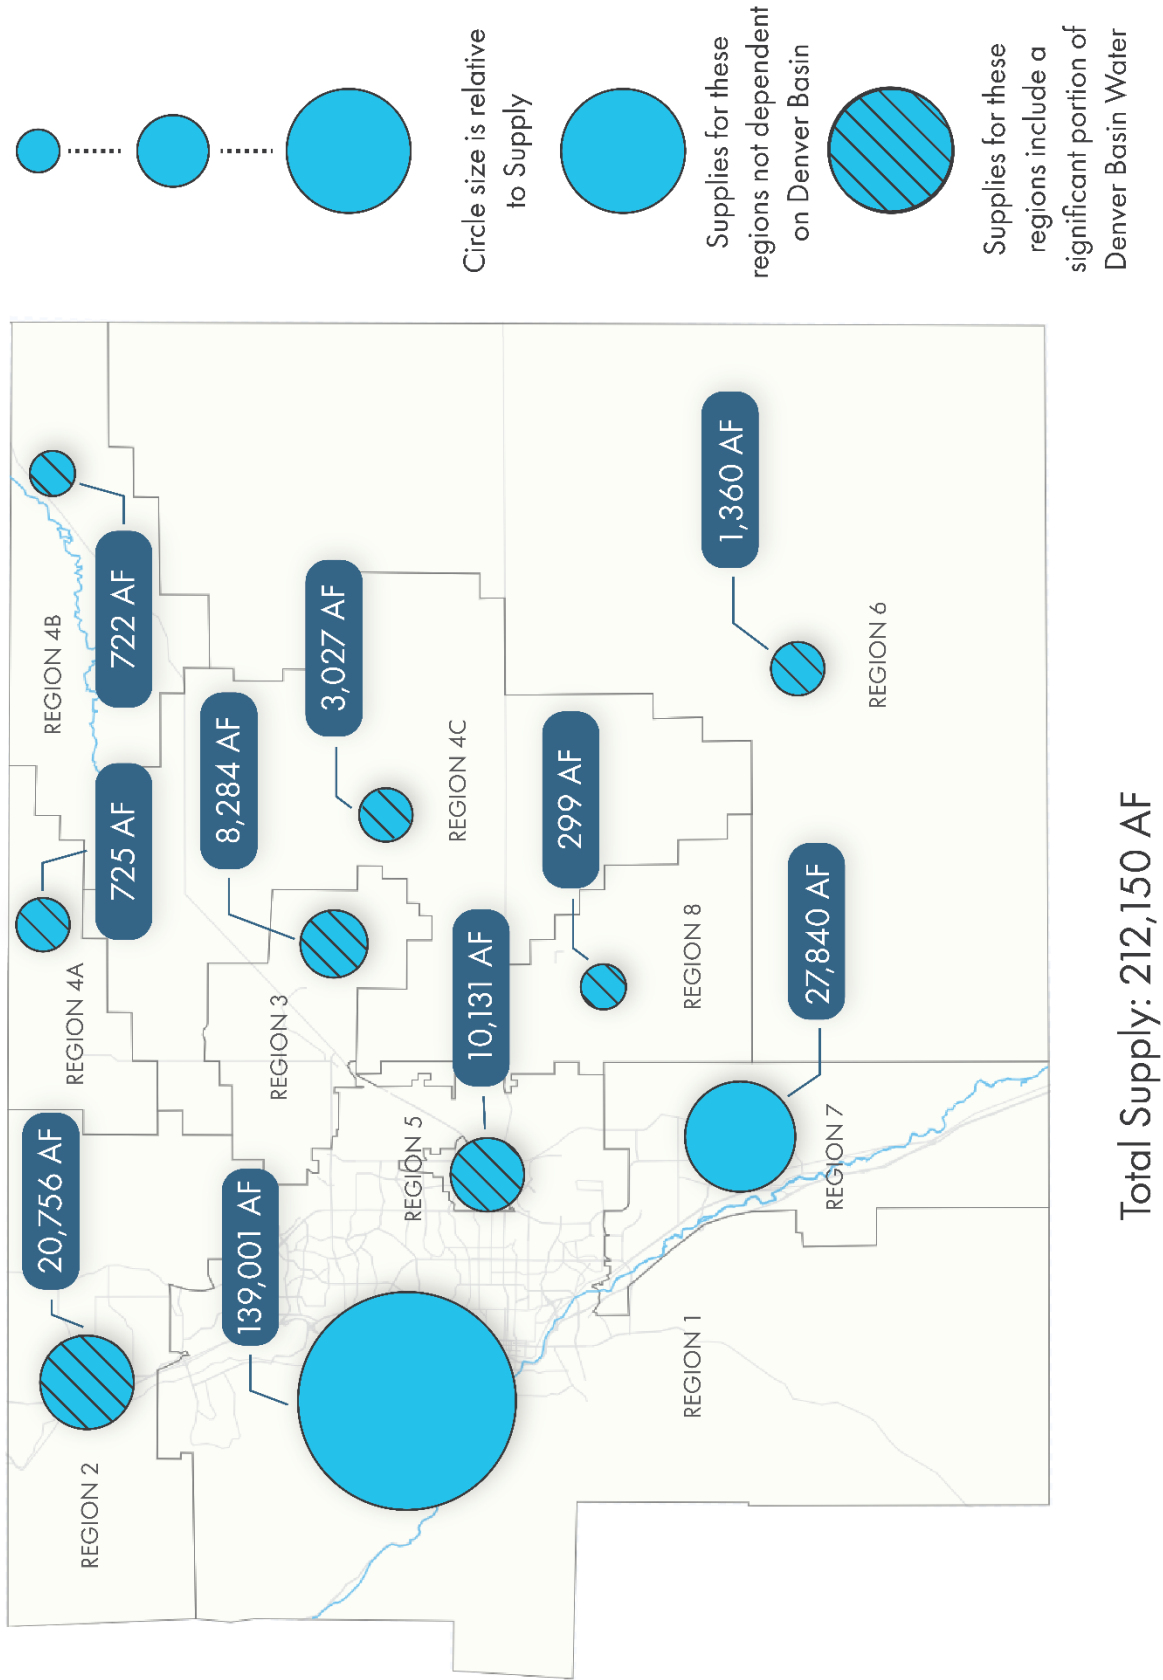 REGION 2
20,756 AF
REGION 4A
725 AF
REGION 4B
722 AF
139,001 AF
REGION 3
8,284 AF
3,027 AF
REGION 4C
REGION 5
10,131 AF
299 AF
REGION 8
REGION 1
REGION 7
27,840 AF
1,360 AF
REGION 6
Circle size is relative
to Supply
Supplies for these
regions not dependent
on Denver Basin
Supplies for these
regions include a
significant portion of
Denver Basin Water
Total Supply: 212,150 AF